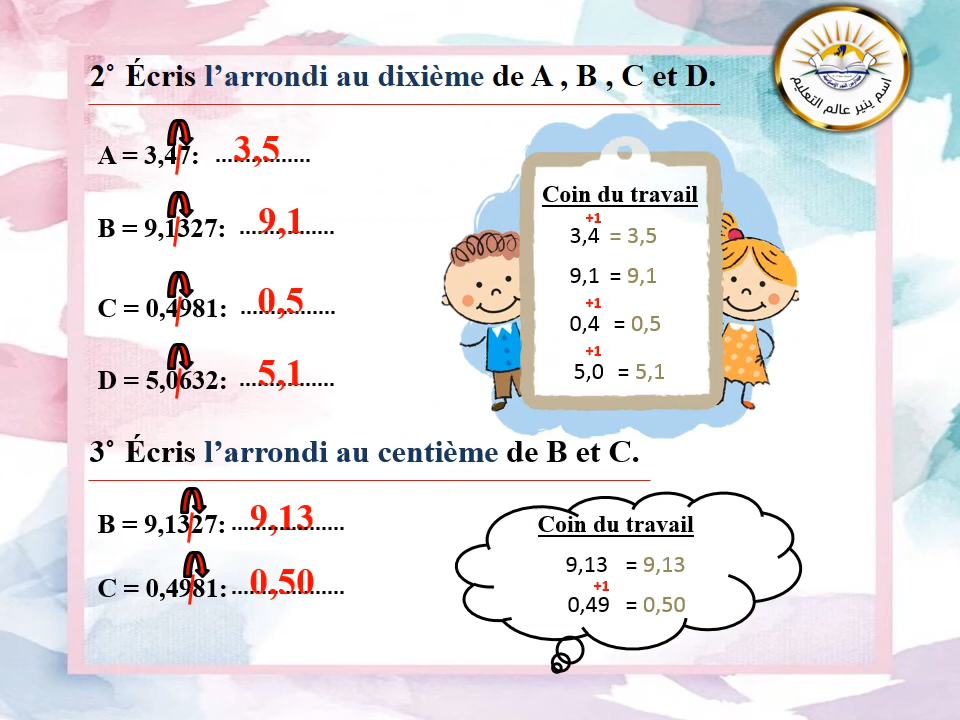 2° Écris l’arrondi au dixième de A , B , C et D.
اسم ينير عالم التعليم
A = 3,47: ................ 3,5
B = 9,1327: ................ 9,1
C = 0,4981: ................ 0,5
D = 5,0632: ................ 5,1
Coin du travail
+1
3,4 = 3,5
9,1 = 9,1
+1
0,4 = 0,5
+1
5,0 = 5,1
3° Écris l’arrondi au centième de B et C.
B = 9,1327: ................... 9,13
C = 0,4981: ................... 0,50
Coin du travail
9,13 = 9,13
+1
0,49 = 0,50